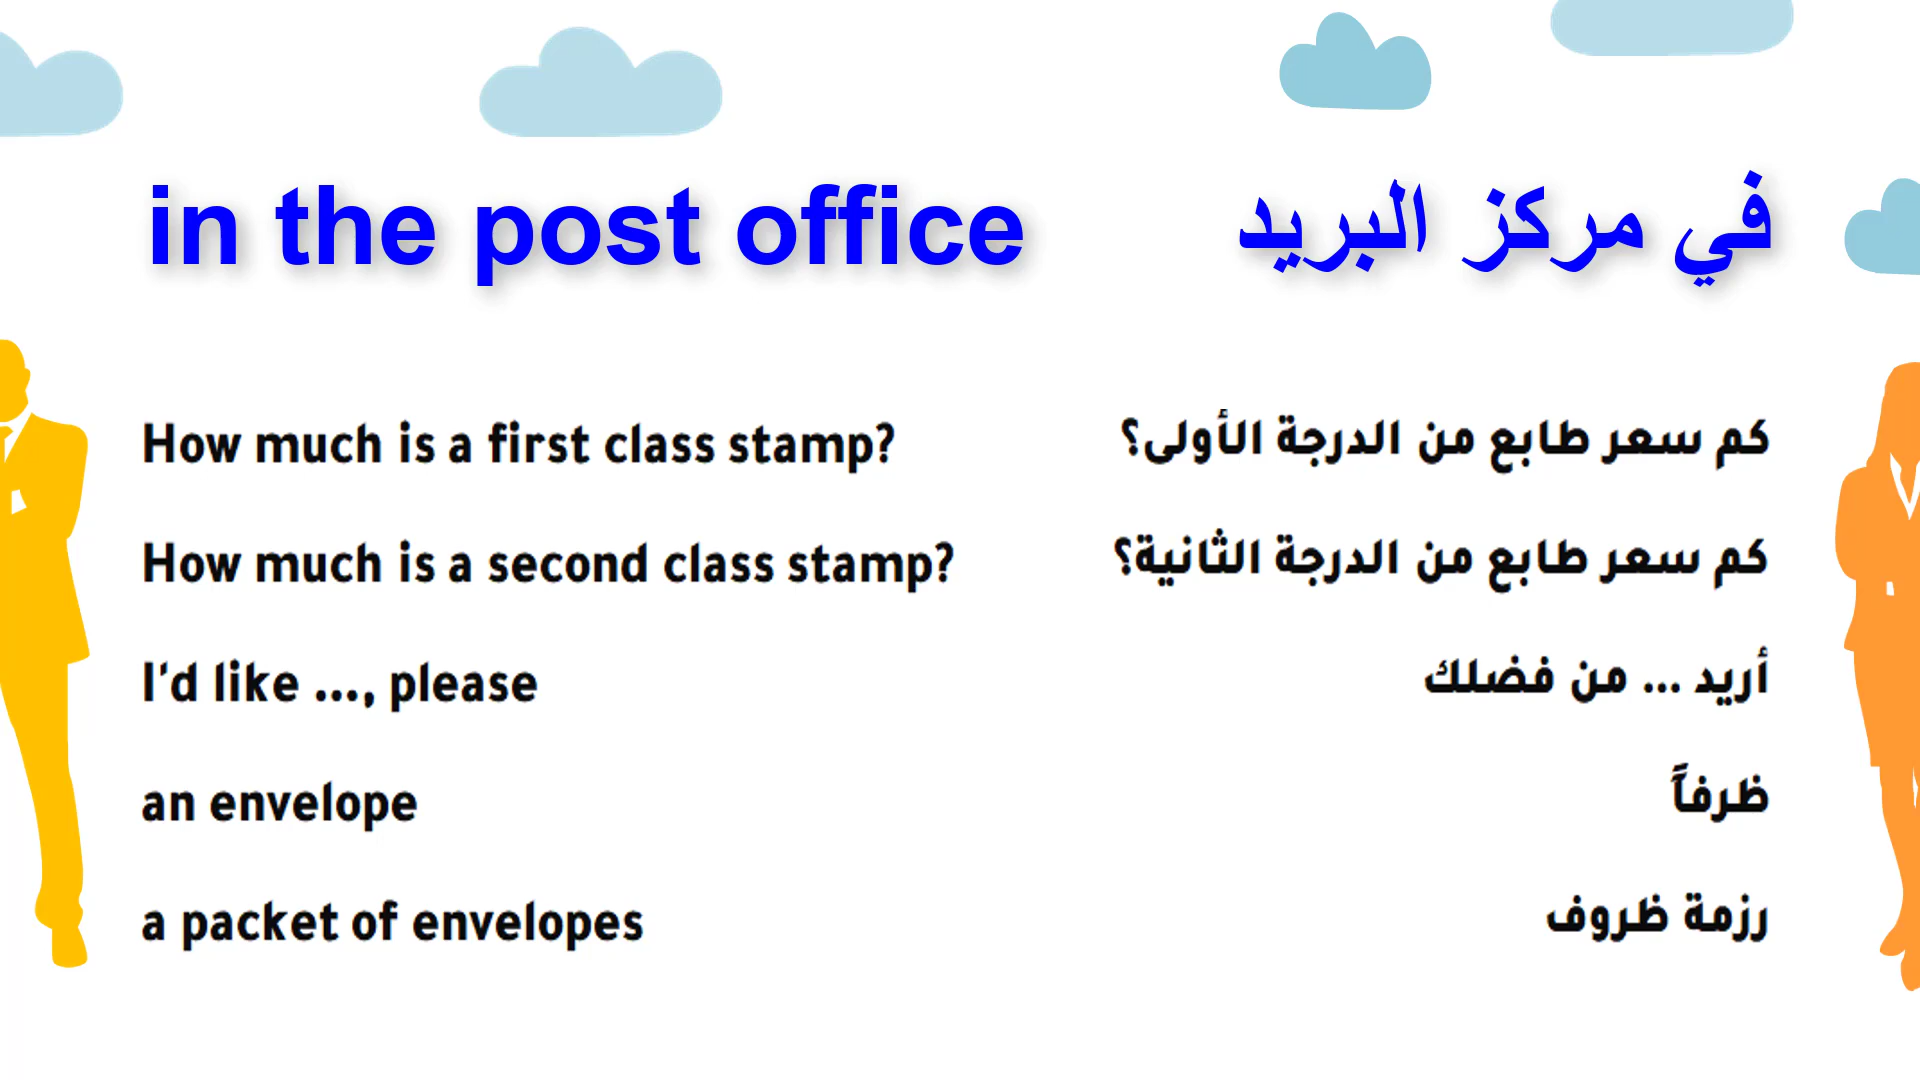 in the post office
في مركز البريد
How much is a first class stamp?
كم سعر طابع من الدرجة الأولى؟
How much is a second class stamp?
كم سعر طابع من الدرجة الثانية؟
I'd like ..., please
أريد ... من فضلك
an envelope
ظرفاً
a packet of envelopes
رزمة ظروف